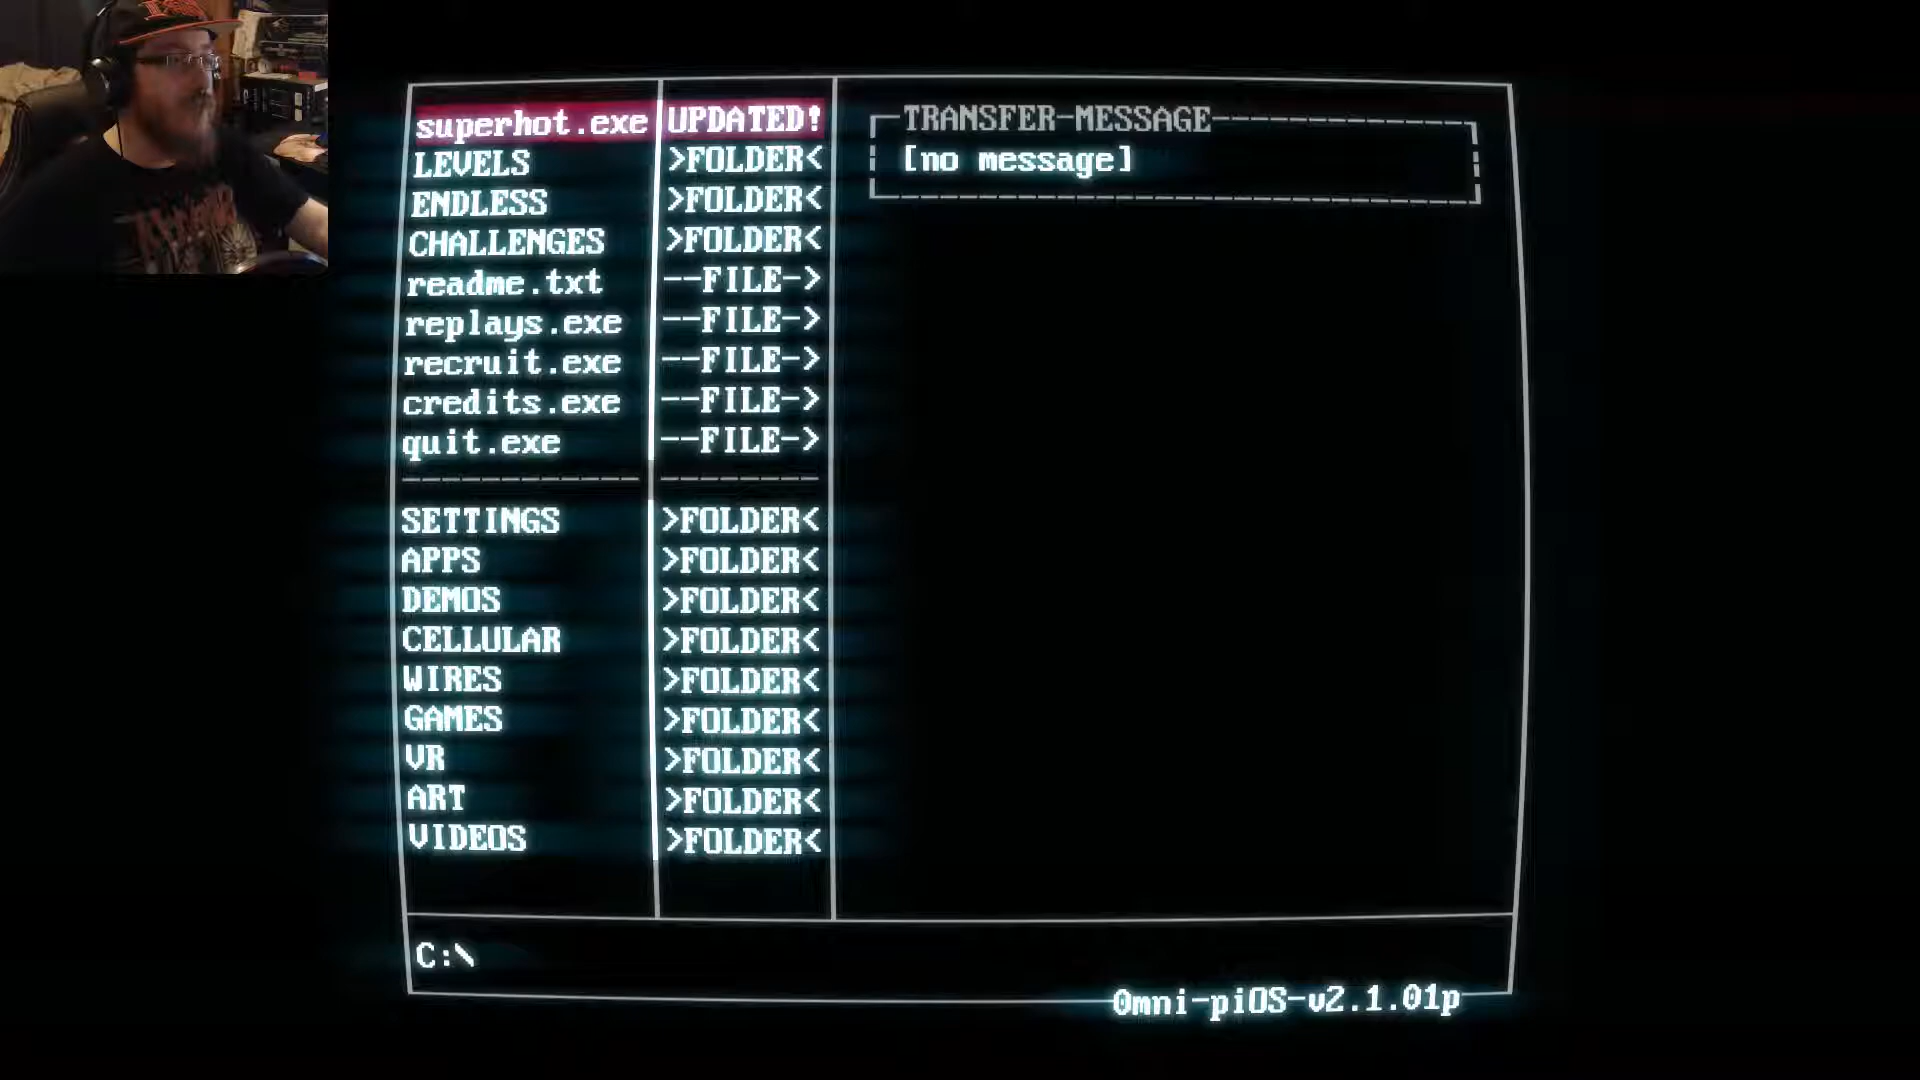 superhot.exe UPDATED!
LEVELS >FOLDER<
ENDLESS >FOLDER<
CHALLENGES >FOLDER<
readme.txt --FILE->
replays.exe --FILE->
recruit.exe --FILE->
credits.exe --FILE->
quit.exe --FILE->
SETTINGS >FOLDER<
APPS >FOLDER<
DEMOS >FOLDER<
CELLULAR >FOLDER<
WIRES >FOLDER<
GAMES >FOLDER<
VR >FOLDER<
ART >FOLDER<
VIDEOS >FOLDER<
TRANSFER-MESSAGE
[no message]
C:\
0mni-piOS-v2.1.01p